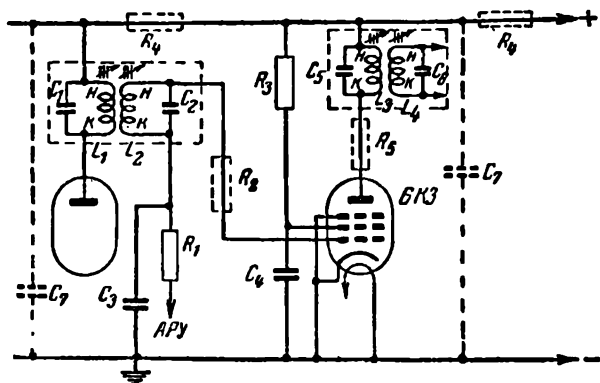 R₄ R₄ +
C₁ н н C₂
к к
L₁ L₂
R₂
R₃
C₅ н н C₆
к к
L₃ L₄
R₅
6К3
C₇
C₇ C₃ R₁ C₄
АРУ
−